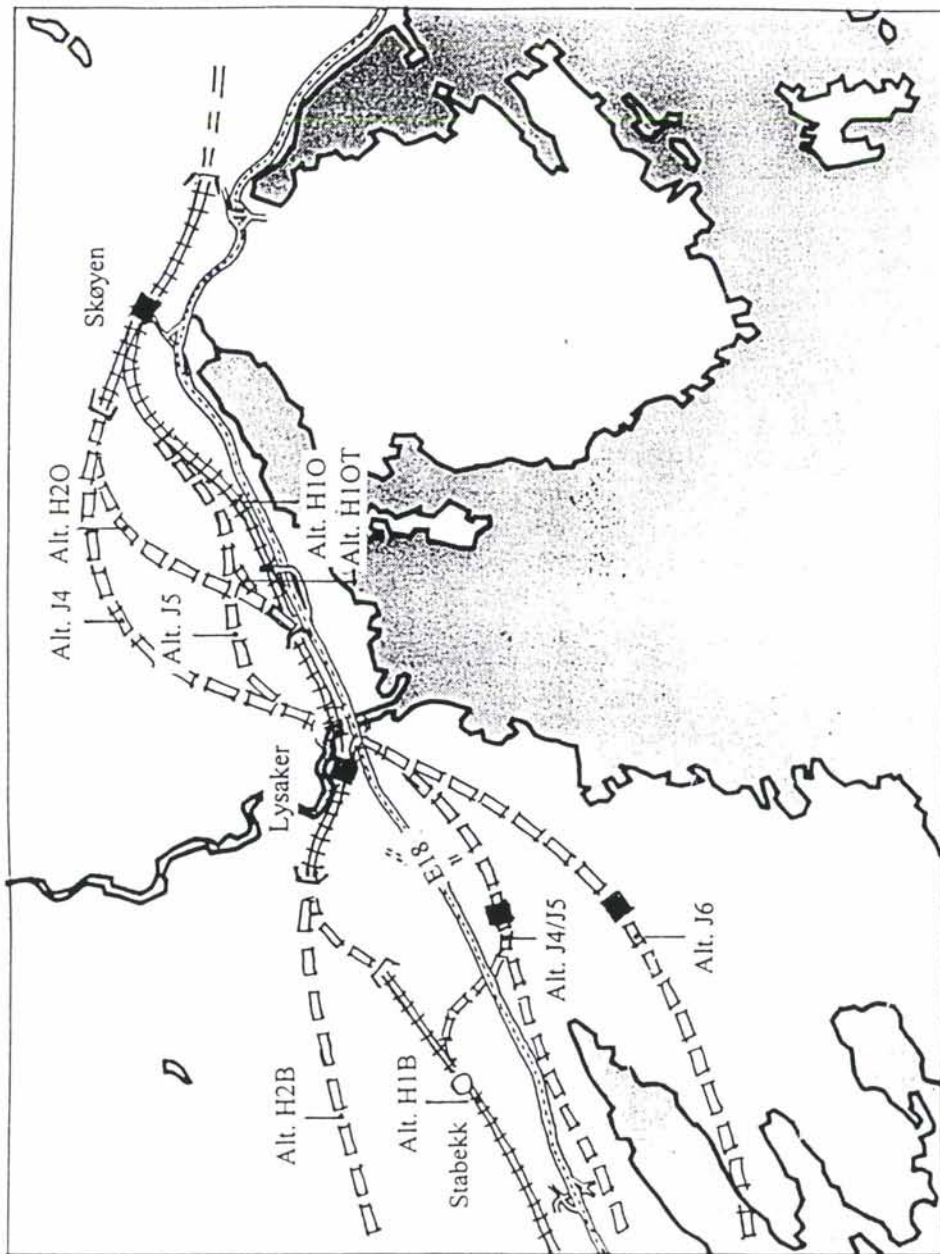 Skøyen
Alt. H2O
Alt. J4
Alt. J5
Alt. H1O
Alt. H1OT
Lysaker
E18
Alt. J4/J5
Alt. J6
Alt. H2B
Alt. H1B
Stabekk